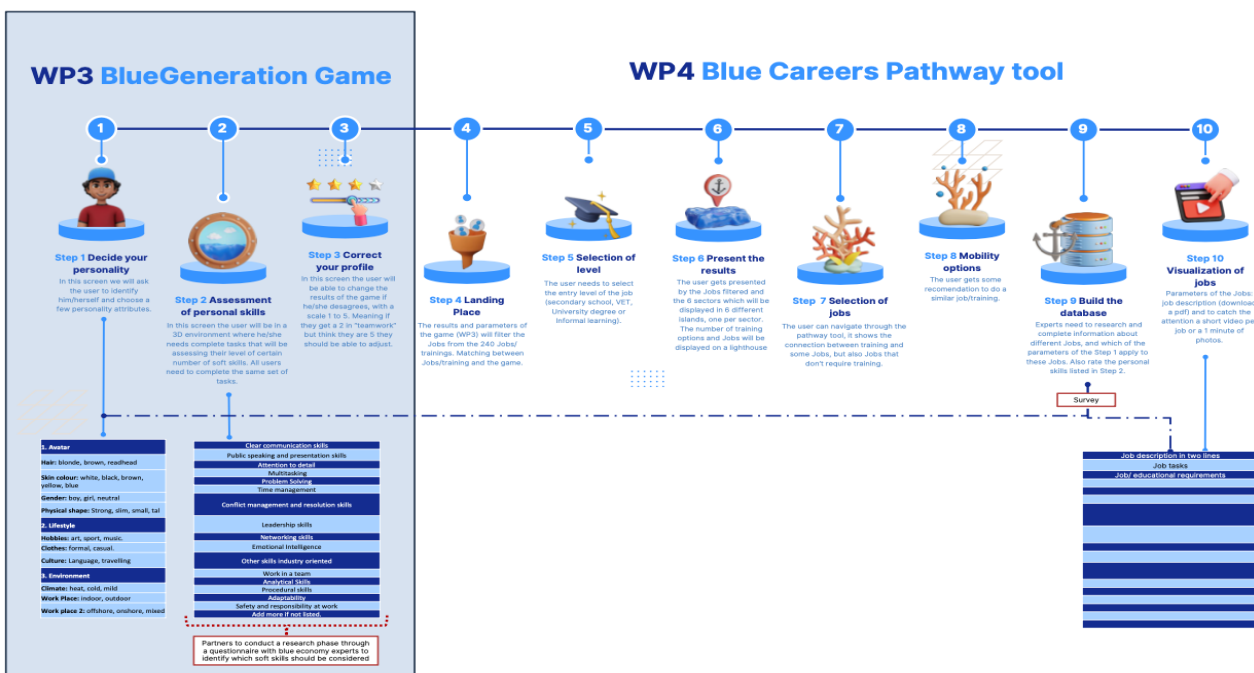 WP3 BlueGeneration Game
WP4 Blue Careers Pathway tool
1
2
3
4
5
6
7
8
9
10
Step 1 Decide your
personality
In this screen we will ask
the user to identify
him/herself and choose a
few personality attributes.
Step 2 Assessment
of personal skills
In this screen the user will be in a
3D environment where he/she
needs complete tasks that will be
assessing their level of certain
number of soft skills. All users
need to complete the same set of
tasks.
Step 3 Correct
your profile
In this screen the user will
be able to change the
results of the game if
he/she desagrees, with a
scale 1 to 5. Meaning if
they get a 2 in "teamwork"
but think they are 5 they
should be able to adjust.
Step 4 Landing
Place
The results and parameters of
the game (WP3) will filter the
Jobs from the 240 Jobs/
trainings. Matching between
Jobs/training and the game.
Step 5 Selection of
level
The user needs to select
the entry level of the job
(secondary school, VET,
University degree or
Informal learning).
Step 6 Present the
results
The user gets presented
by the Jobs filtered and
the 6 sectors which will be
displayed in 6 different
islands, one per sector.
The number of training
options and Jobs will be
displayed on a lighthouse
Step 7 Selection of
jobs
The user can navigate through the
pathway tool, it shows the
connection between training and
some Jobs, but also Jobs that
don't require training.
Step 8 Mobility
options
The user gets some
recomendation to do a
similar job/training.
Step 9 Build the
database
Experts need to research and
complete information about
different Jobs, and which of the
parameters of the Step 1 apply to
these Jobs. Also rate the personal
skills listed in Step 2.
Step 10
Visualization of
jobs
Parameters of the Jobs:
job description (download
a pdf) and to catch the
attention a short video per
job or a 1 minute of
photos.
Survey
1. Avatar
Hair: blonde, brown, readhead
Skin colour: white, black, brown,
yellow, blue
Gender: boy, girl, neutral
Physical shape: Strong, slim, small, tal
2. Lifestyle
Hobbies: art, sport, music.
Clothes: formal, casual.
Culture: Language, travelling
3. Environment
Climate: heat, cold, mild
Work Place: indoor, outdoor
Work place 2: offshore, onshore, mixed
Clear communication skills
Public speaking and presentation skills
Attention to detail
Multitasking
Problem Solving
Time management
Conflict management and resolution skills
Leadership skills
Networking skills
Emotional Intelligence
Other skills industry oriented
Work in a team
Analytical Skills
Procedural skills
Adaptability
Safety and responsibility at work
Add more if not listed.
Partners to conduct a research phase through
a questionnaire with blue economy experts to
identify which soft skills should be considered
Job description in two lines
Job tasks
Job/ educational requirements